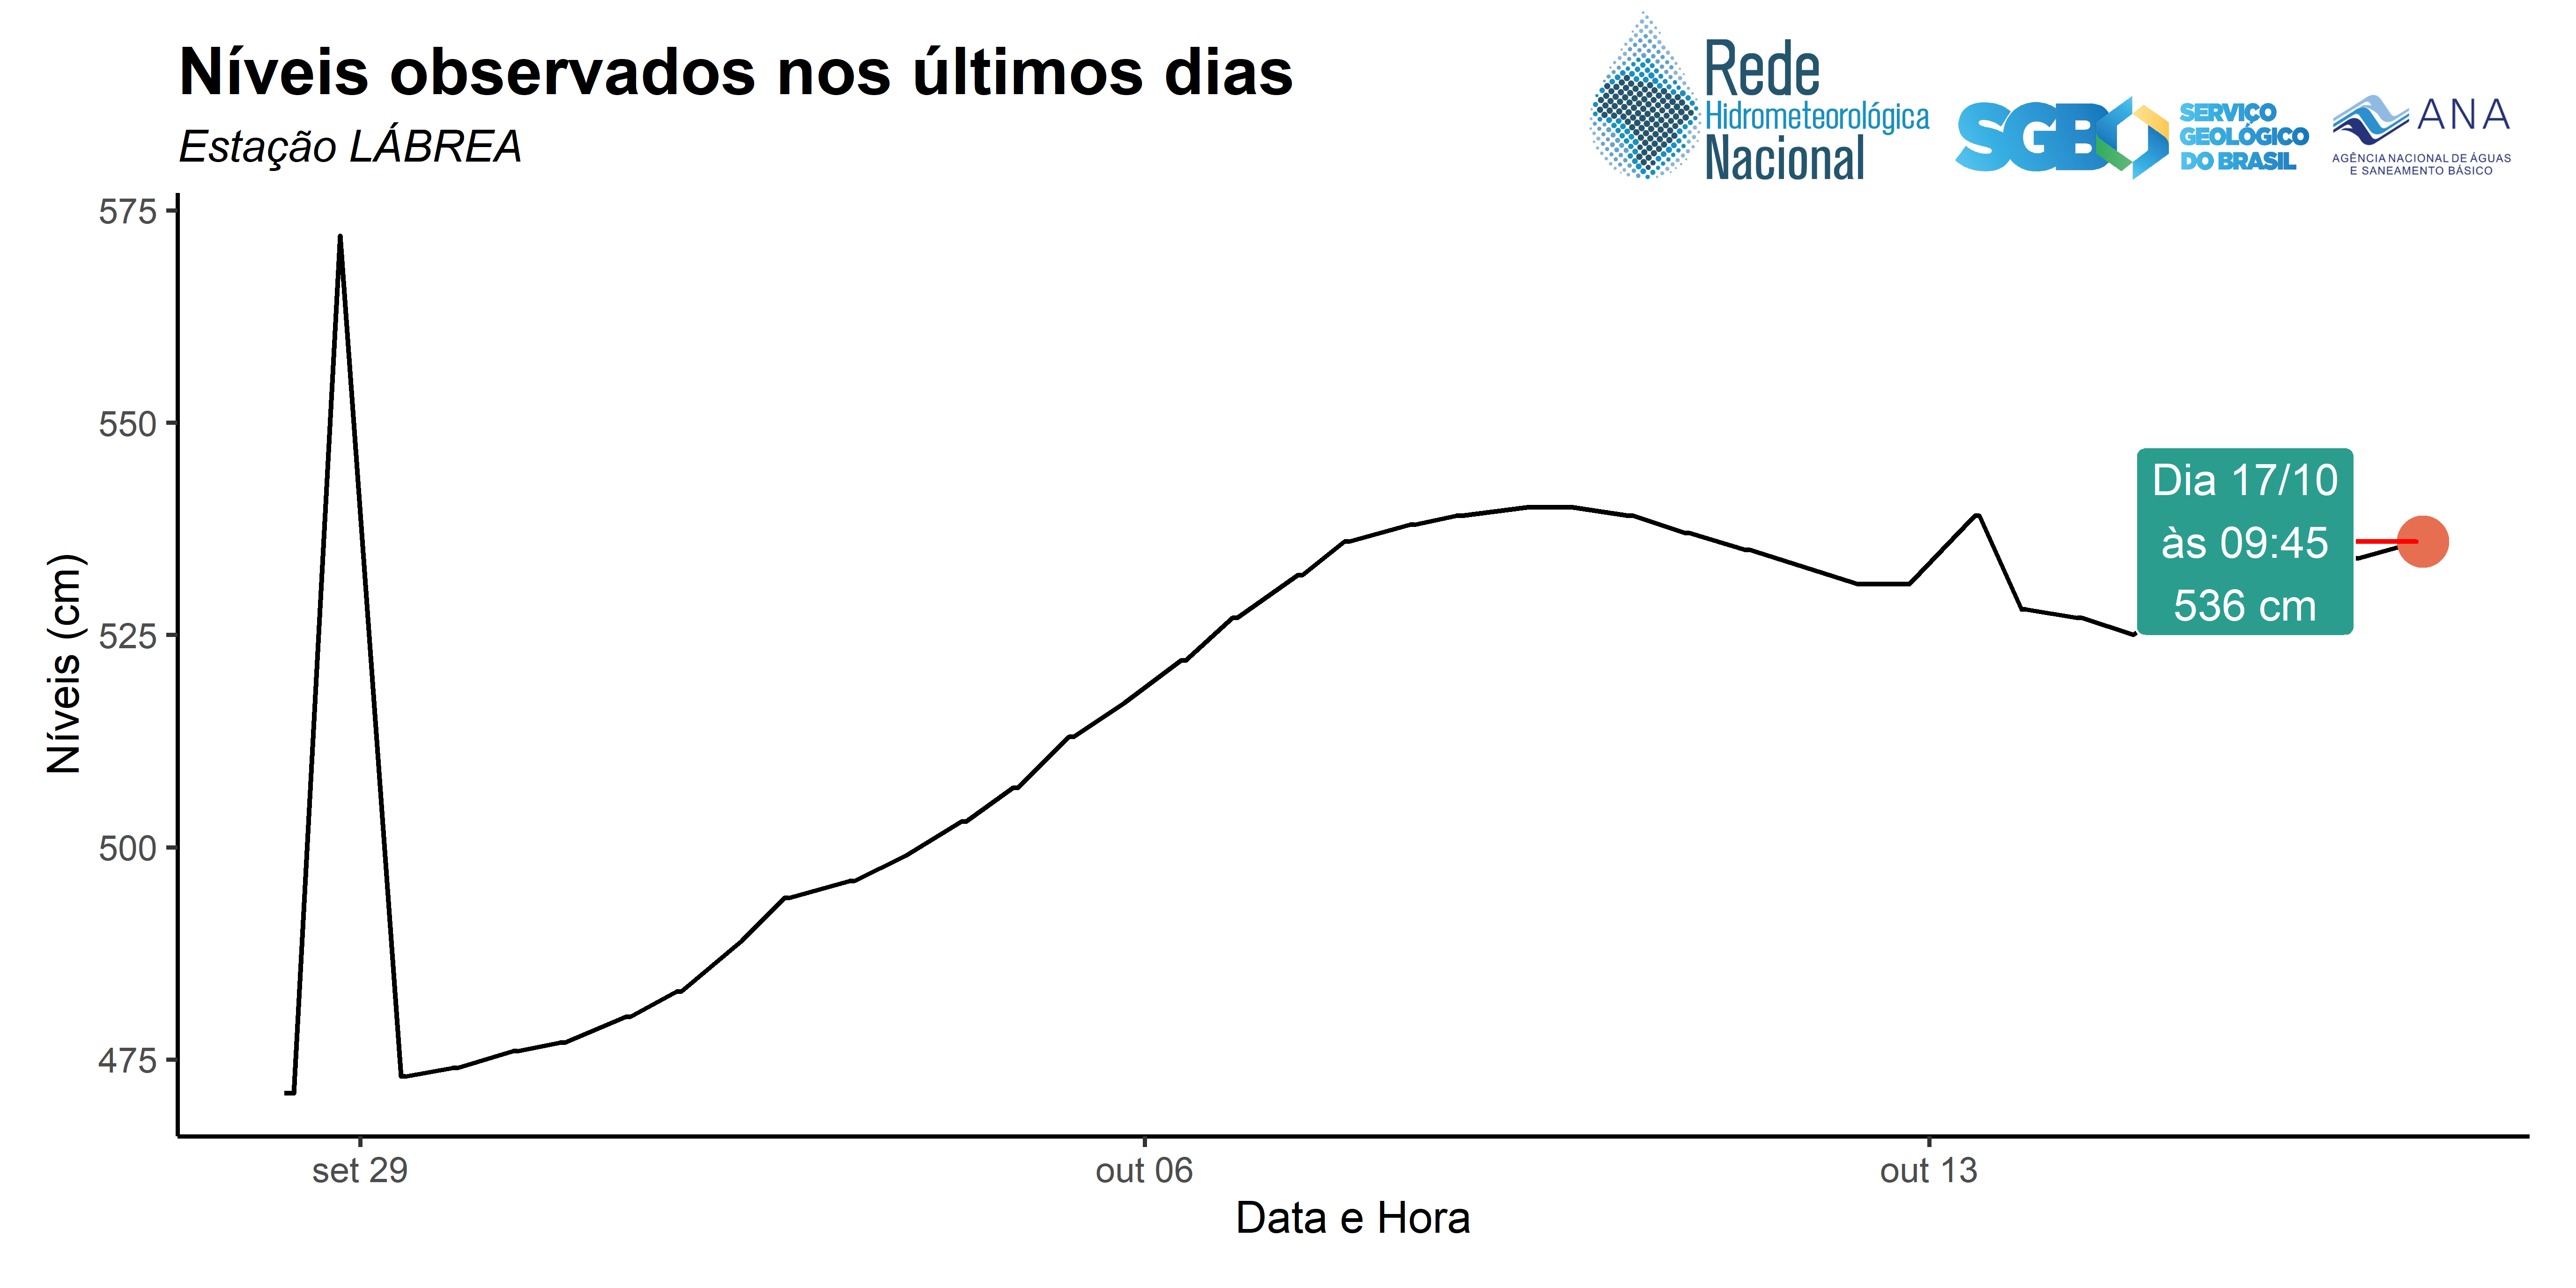 Níveis observados nos últimos dias
Estação LÁBREA
Rede
Hidrometeorológica
Nacional
SGB
SERVIÇO
GEOLÓGICO
DO BRASIL
ANA
AGÊNCIA NACIONAL DE ÁGUAS
E SANEAMENTO BÁSICO
Níveis (cm)
575
550
525
500
475
Dia 17/10
às 09:45
536 cm
set 29
out 06
out 13
Data e Hora